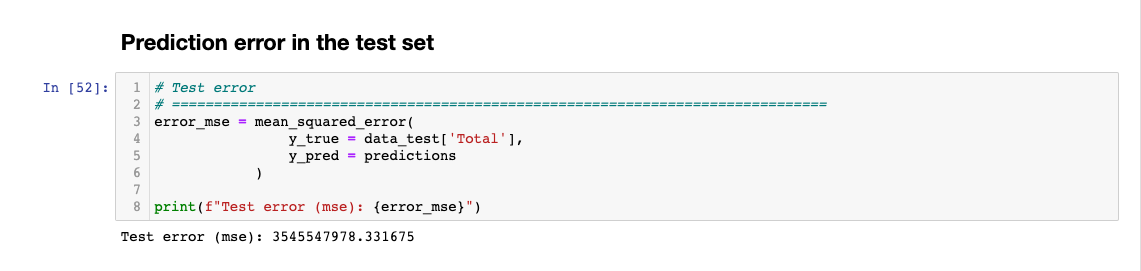 Prediction error in the test set
In [52]:
1 # Test error
2 # ==============================================================================
3 error_mse = mean_squared_error(
4 y_true = data_test['Total'],
5 y_pred = predictions
6 )
7
8 print(f"Test error (mse): {error_mse}")
Test error (mse): 3545547978.331675